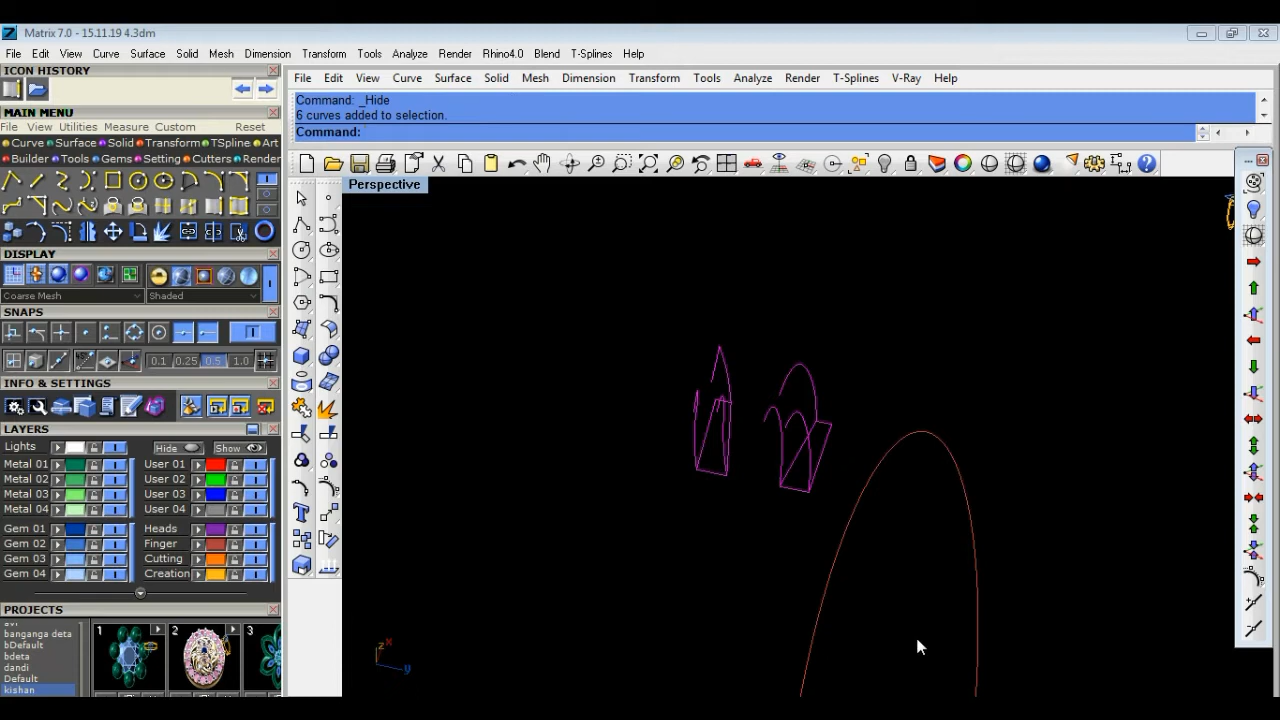 Matrix 7.0 - 15.11.19 4.3dm
File Edit View Curve Surface Solid Mesh Dimension Transform Tools Analyze Render Rhino4.0 Blend T-Splines Help
ICON HISTORY
MAIN MENU
File View Utilities Measure Custom Reset
Curve Surface Solid Transform TSpline Art
Builder Tools Gems Setting Cutters Render
DISPLAY
Coarse Mesh Shaded
SNAPS
0.1 0.25 0.5 1.0
INFO & SETTINGS
LAYERS
Lights Hide Show
Metal 01 User 01
Metal 02 User 02
Metal 03 User 03
Metal 04 User 04
Gem 01 Heads
Gem 02 Finger
Gem 03 Cutting
Gem 04 Creation
PROJECTS
banganga deta
bDefault
bdeta
dandi
Default
kishan
1 2 3
File Edit View Curve Surface Solid Mesh Dimension Transform Tools Analyze Render T-Splines V-Ray Help
Command: _Hide
6 curves added to selection.
Command:
Perspective
z x
y